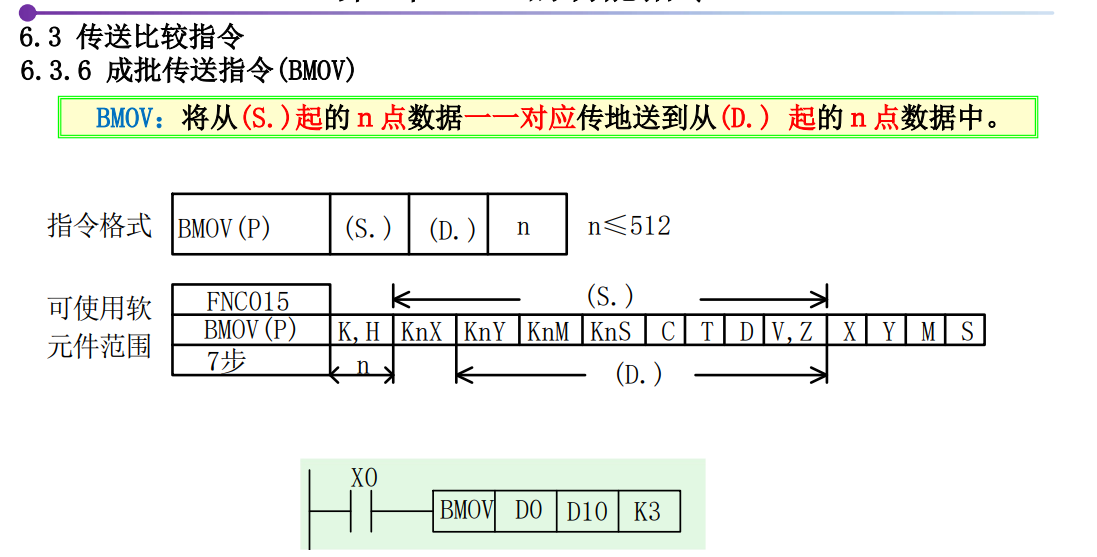 6.3 传送比较指令
6.3.6 成批传送指令(BMOV)
BMOV：将从(S.)起的 n 点数据一一对应传地送到从(D.) 起的 n 点数据中。
指令格式 BMOV(P) (S.) (D.) n n≤512
可使用软
元件范围
FNC015 (S.)
BMOV(P) K,H KnX KnY KnM KnS C T D V,Z X Y M S
7步 n (D.)
X0
BMOV D0 D10 K3